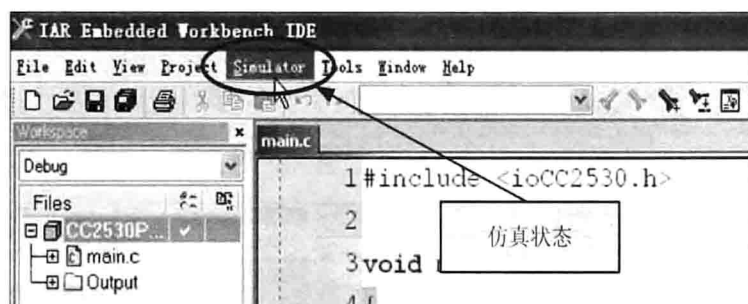 IAR Embedded Workbench IDE
File Edit View Project Simulator Tools Window Help
Workspace
main.c
Debug
1 #include <ioCC2530.h>
Files
2
CC2530P...
仿真状态
main.c
3 void
Output
4 {